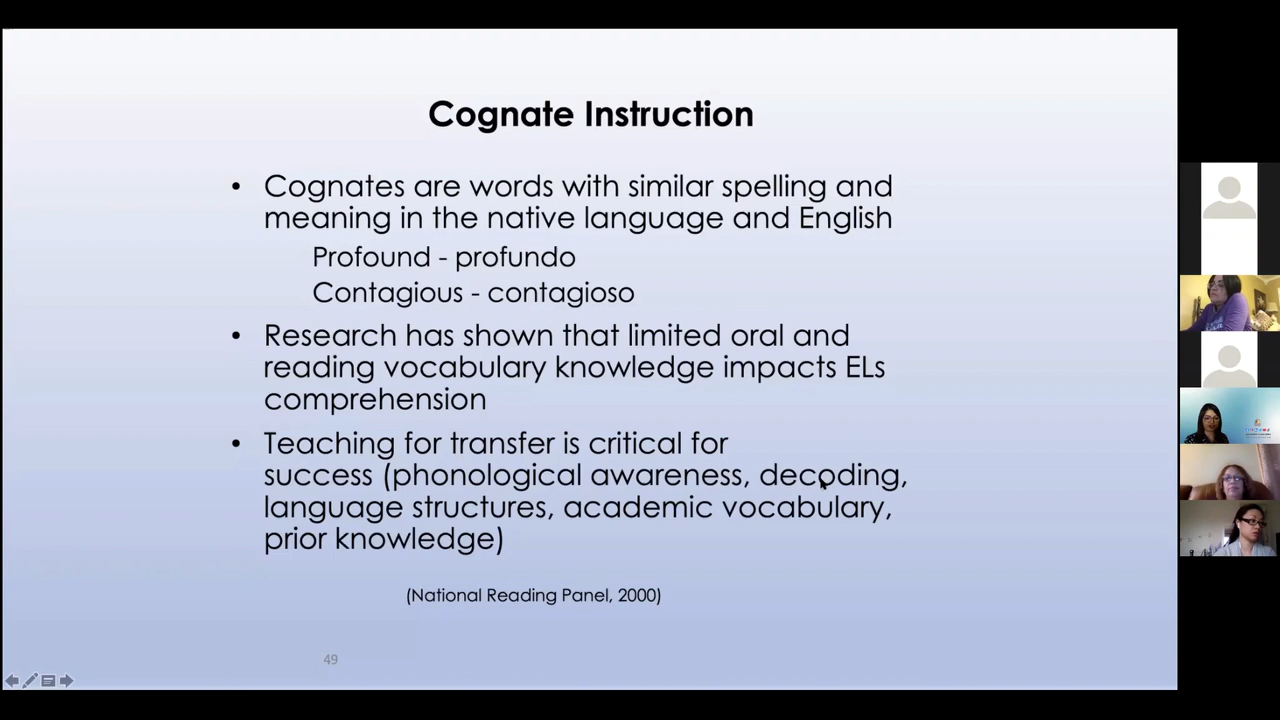 Cognate Instruction
• Cognates are words with similar spelling and
meaning in the native language and English
Profound - profundo
Contagious - contagioso
• Research has shown that limited oral and
reading vocabulary knowledge impacts ELs
comprehension
• Teaching for transfer is critical for
success (phonological awareness, decoding,
language structures, academic vocabulary,
prior knowledge)
(National Reading Panel, 2000)
49